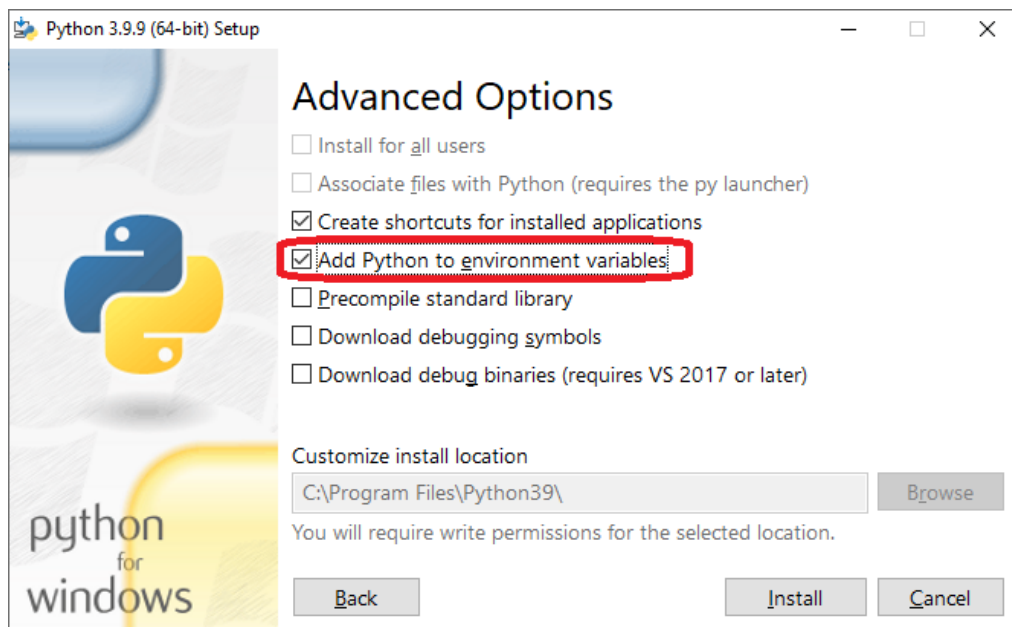 Python 3.9.9 (64-bit) Setup
Advanced Options
Install for all users
Associate files with Python (requires the py launcher)
Create shortcuts for installed applications
Add Python to environment variables
Precompile standard library
Download debugging symbols
Download debug binaries (requires VS 2017 or later)
Customize install location
C:\Program Files\Python39\
Browse
You will require write permissions for the selected location.
python
for
windows
Back
Install
Cancel